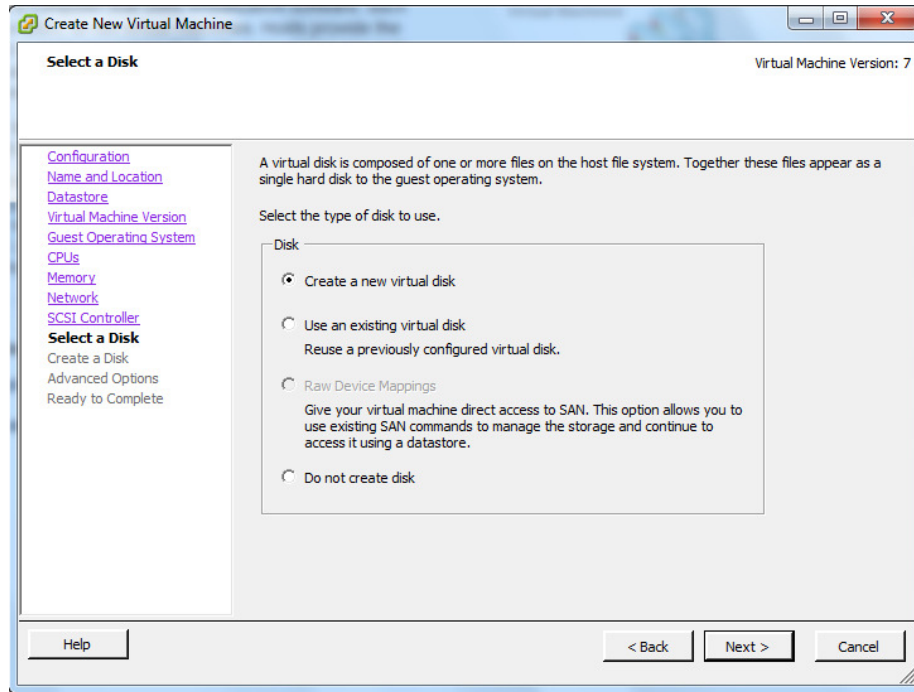 Create New Virtual Machine
Select a Disk
Virtual Machine Version: 7
Configuration
Name and Location
Datastore
Virtual Machine Version
Guest Operating System
CPUs
Memory
Network
SCSI Controller
Select a Disk
Create a Disk
Advanced Options
Ready to Complete
A virtual disk is composed of one or more files on the host file system. Together these files appear as a
single hard disk to the guest operating system.
Select the type of disk to use.
Disk
Create a new virtual disk
Use an existing virtual disk
Reuse a previously configured virtual disk.
Raw Device Mappings
Give your virtual machine direct access to SAN. This option allows you to
use existing SAN commands to manage the storage and continue to
access it using a datastore.
Do not create disk
Help
< Back
Next >
Cancel